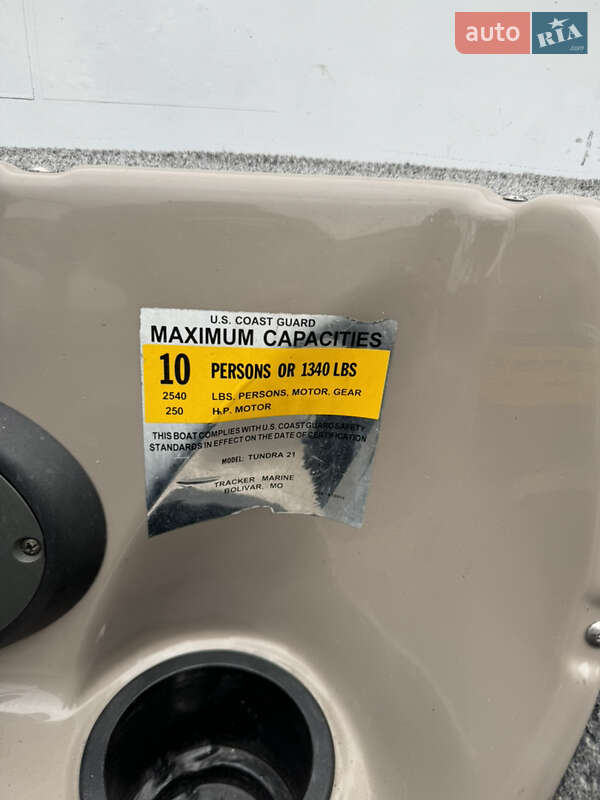 auto RIA .com
U.S. COAST GUARD
MAXIMUM CAPACITIES
10 PERSONS OR 1340 LBS
2540 LBS. PERSONS, MOTOR, GEAR
250 H.P. MOTOR
THIS BOAT COMPLIES WITH U.S. COAST GUARD SAFETY
STANDARDS IN EFFECT ON THE DATE OF CERTIFICATION
MODEL: TUNDRA 21
TRACKER MARINE
BOLIVAR, MO